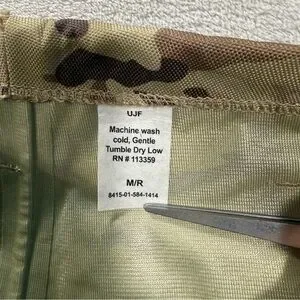 UJF
Machine wash
cold, Gentle
Tumble Dry Low
RN # 113359
M/R
8415-01-584-1414